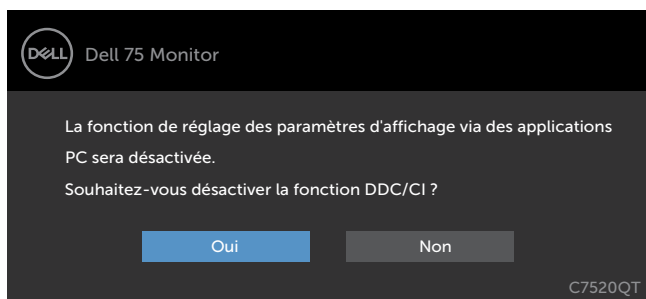 DELL Dell 75 Monitor
La fonction de réglage des paramètres d'affichage via des applications
PC sera désactivée.
Souhaitez-vous désactiver la fonction DDC/CI ?
Oui Non
C7520QT